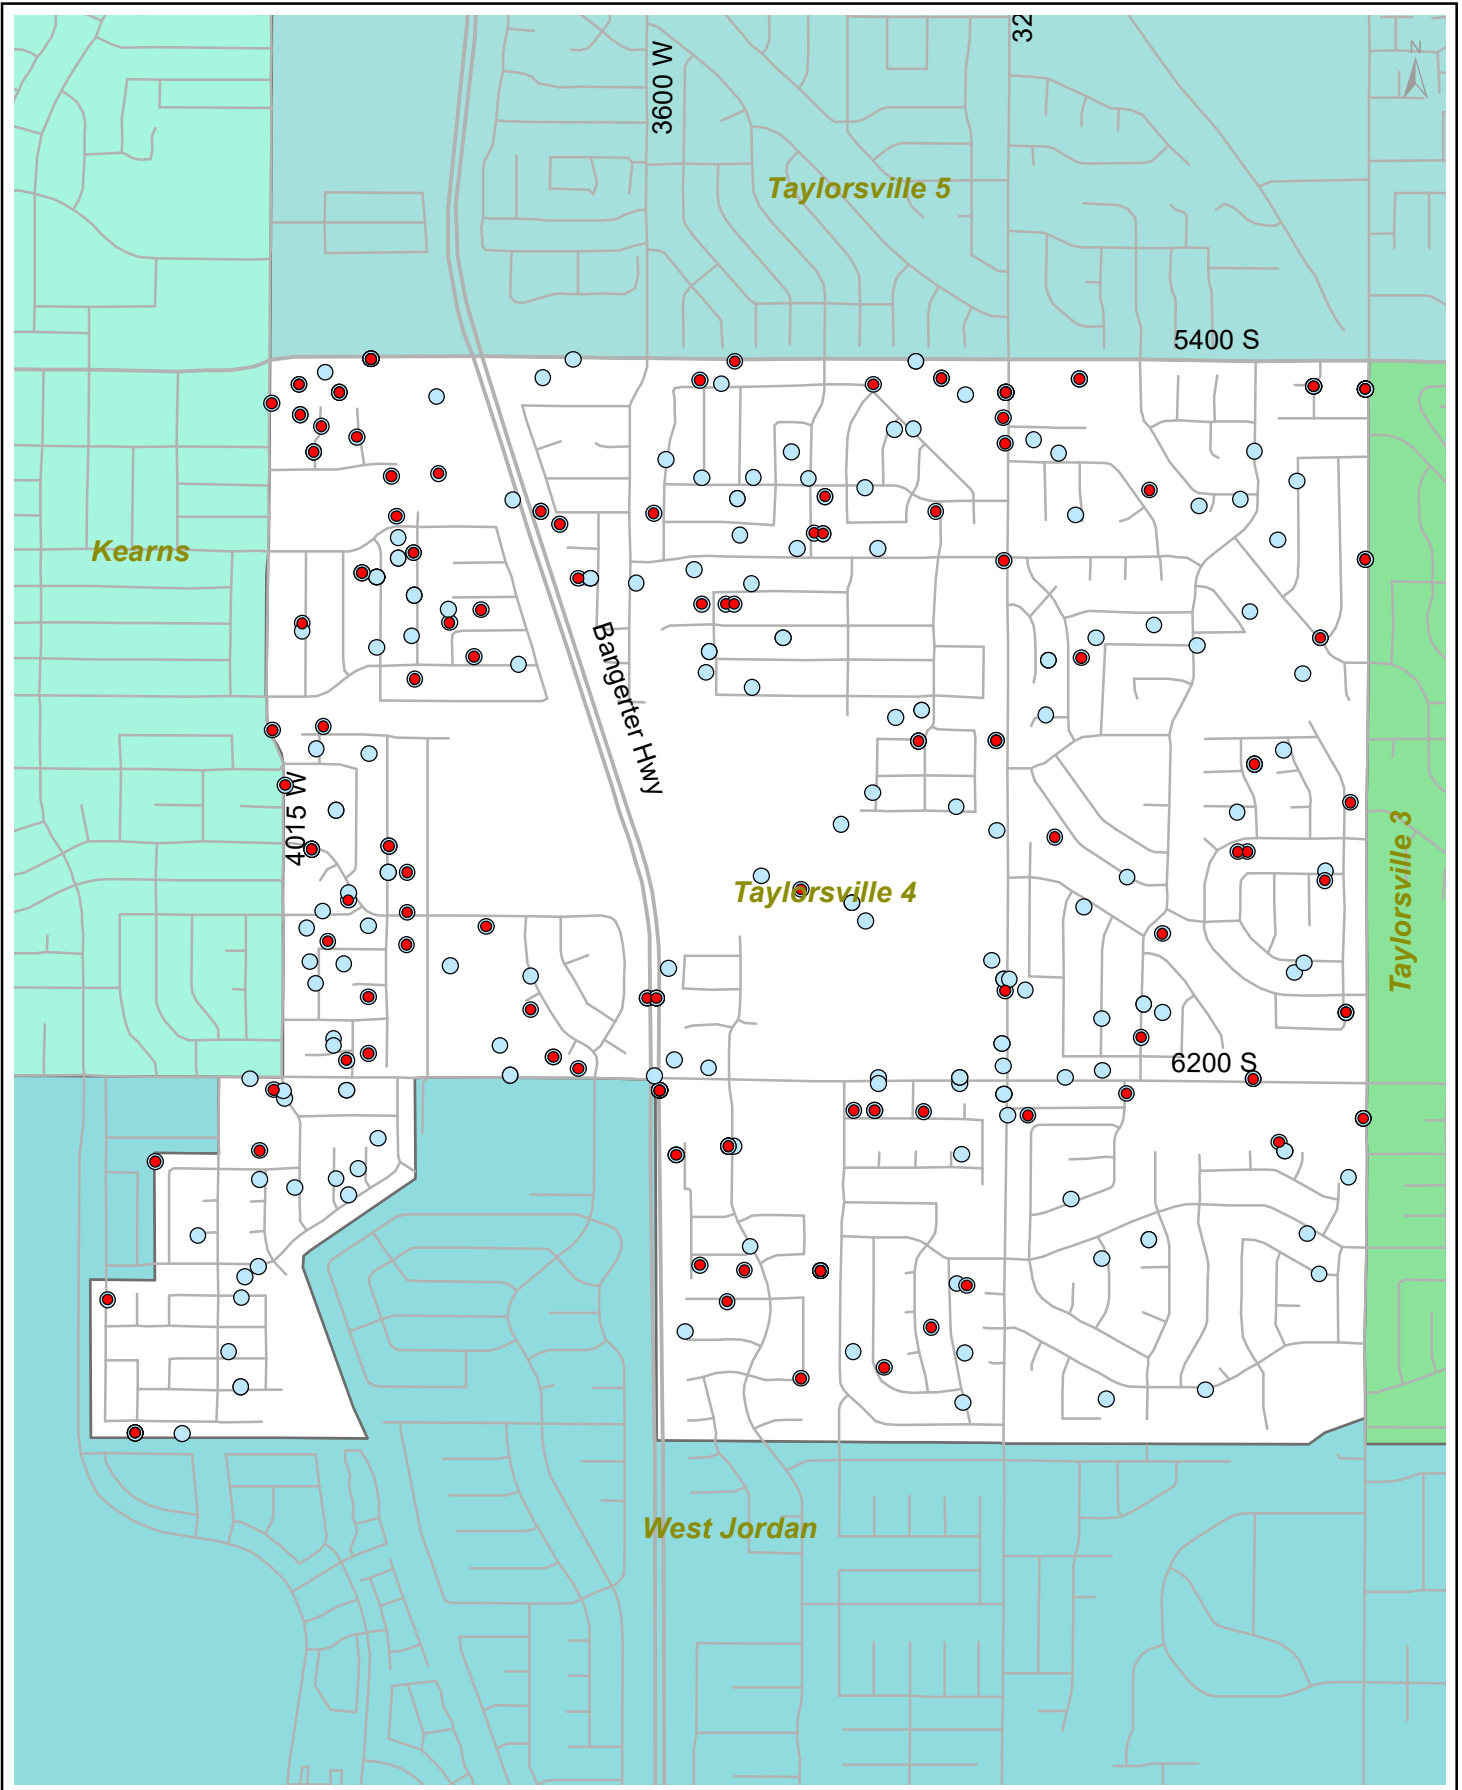 32
N
3600 W
Taylorsville 5
5400 S
Kearns
Bangerter Hwy
4015 W
Taylorsville 4
Taylorsville 3
6200 S
West Jordan